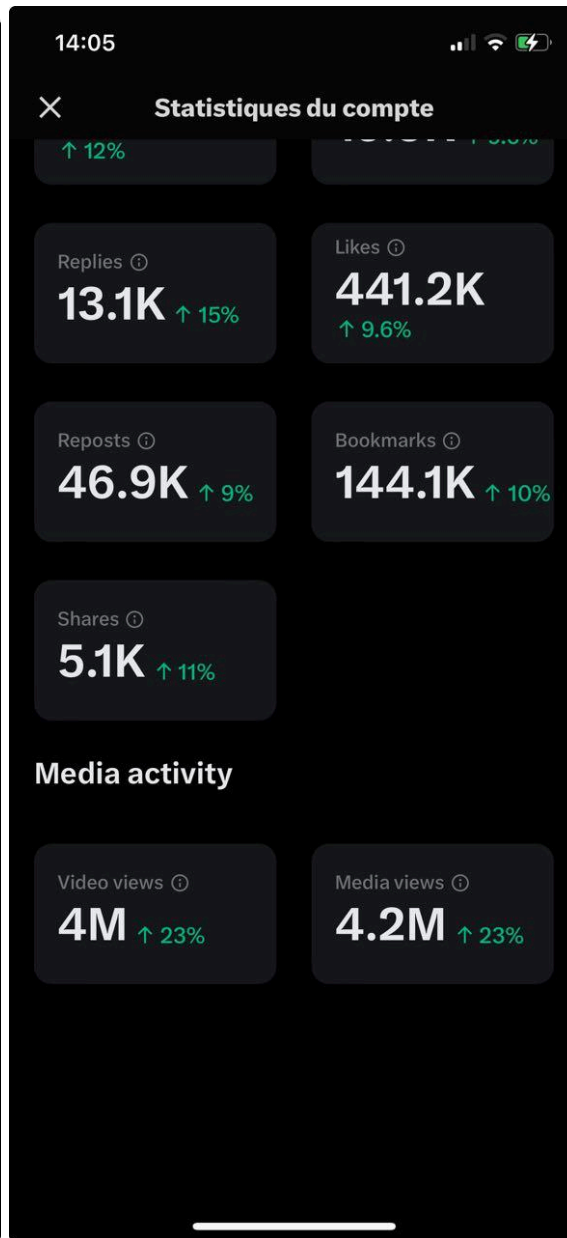 14:05
Statistiques du compte
↑ 12%
Replies
13.1K ↑ 15%
Likes
441.2K
↑ 9.6%
Reposts
46.9K ↑ 9%
Bookmarks
144.1K ↑ 10%
Shares
5.1K ↑ 11%
Media activity
Video views
4M ↑ 23%
Media views
4.2M ↑ 23%